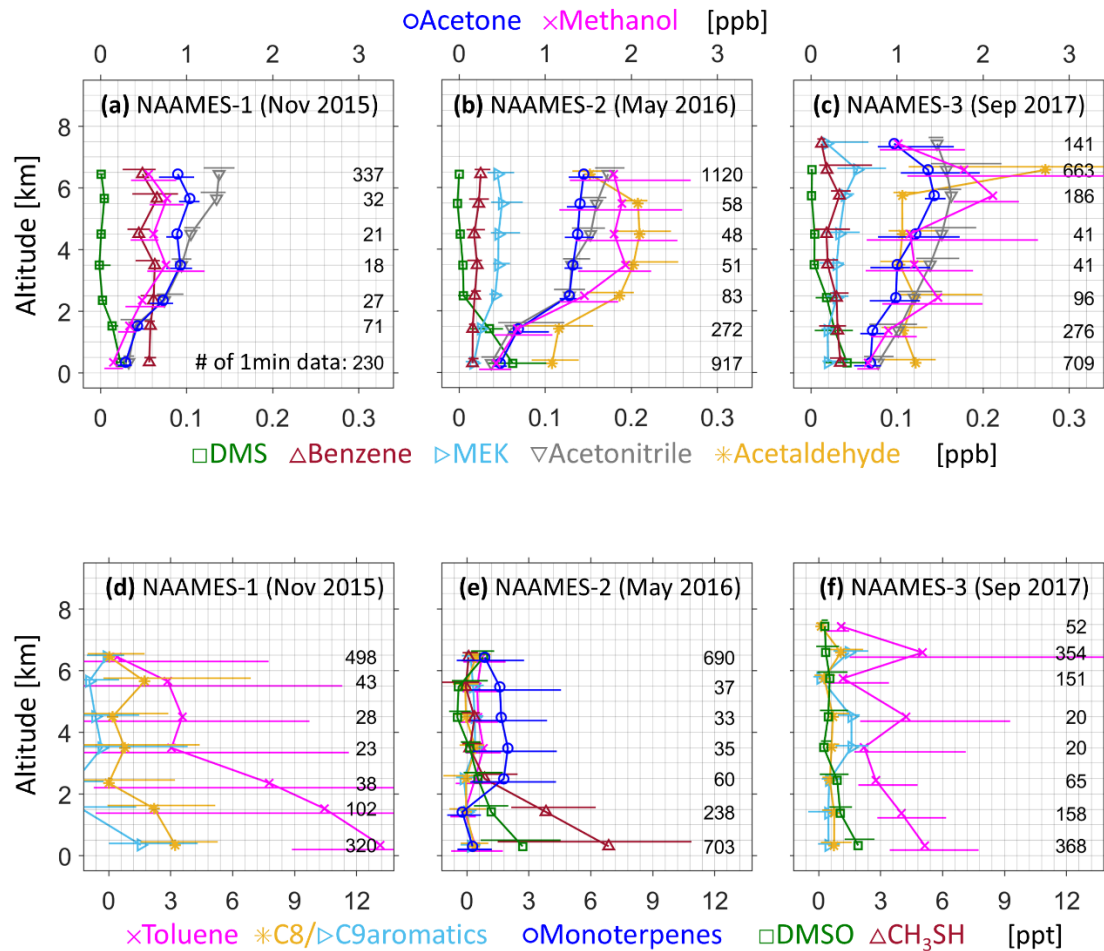 ○Acetone ×Methanol [ppb]
0 1 2 3 0 1 2 3 0 1 2 3
(a) NAAMES-1 (Nov 2015) (b) NAAMES-2 (May 2016) (c) NAAMES-3 (Sep 2017)
8
141
337 1120 663
6
32 58 186
21 48 41
4
18 51 41
27 83 96
2
71 272 276
# of 1min data: 230 917 709
0
Altitude [km]
0 0.1 0.2 0.3 0 0.1 0.2 0.3 0 0.1 0.2 0.3
□DMS △Benzene ▷MEK ▽Acetonitrile ✳Acetaldehyde [ppb]
(d) NAAMES-1 (Nov 2015) (e) NAAMES-2 (May 2016) (f) NAAMES-3 (Sep 2017)
8
52
498 690 354
6
43 37 151
28 33 20
4
23 35 20
38 60 65
2
102 238 158
320 703 368
0
Altitude [km]
0 3 6 9 12 0 3 6 9 12 0 3 6 9 12
×Toluene ✳C8/▷C9aromatics ○Monoterpenes □DMSO △CH₃SH [ppt]